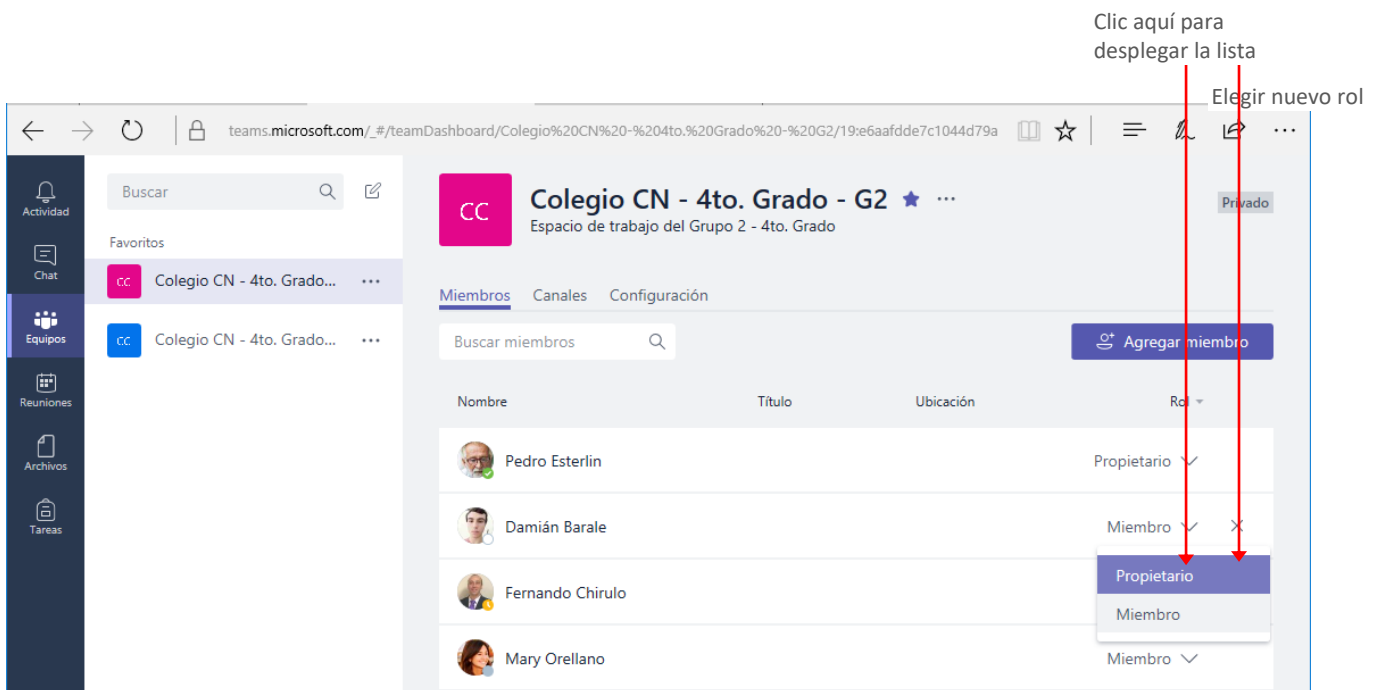 Clic aquí para
desplegar la lista
Elegir nuevo rol
teams.microsoft.com/_#/teamDashboard/Colegio%20CN%20-%204to.%20Grado%20-%20G2/19:e6aafdde7c1044d79a
Actividad
Chat
Equipos
Reuniones
Archivos
Tareas
Buscar
Favoritos
CC Colegio CN - 4to. Grado... ...
CC Colegio CN - 4to. Grado... ...
CC
Colegio CN - 4to. Grado - G2 ...
Espacio de trabajo del Grupo 2 - 4to. Grado
Privado
Miembros Canales Configuración
Buscar miembros
Agregar miembro
Nombre Título Ubicación Rol
Pedro Esterlin Propietario
Damián Barale Miembro
Propietario
Miembro
Fernando Chirulo
Mary Orellano Miembro